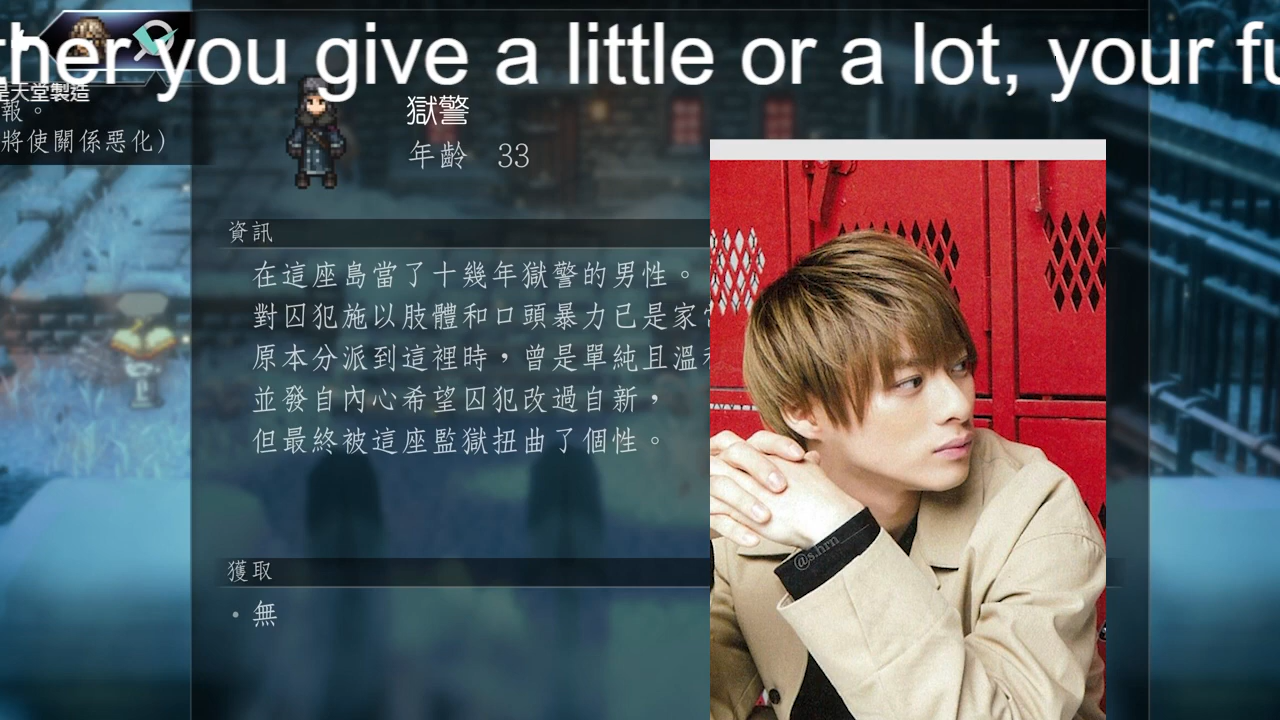 ther you give a little or a lot, your fu
是天堂製造
報。
將使關係惡化）
獄警
年齡 33
資訊
在這座島當了十幾年獄警的男性。
對囚犯施以肢體和口頭暴力已是家
原本分派到這裡時，曾是單純且溫
並發自內心希望囚犯改過自新，
但最終被這座監獄扭曲了個性。
@s.hrn
獲取
・無